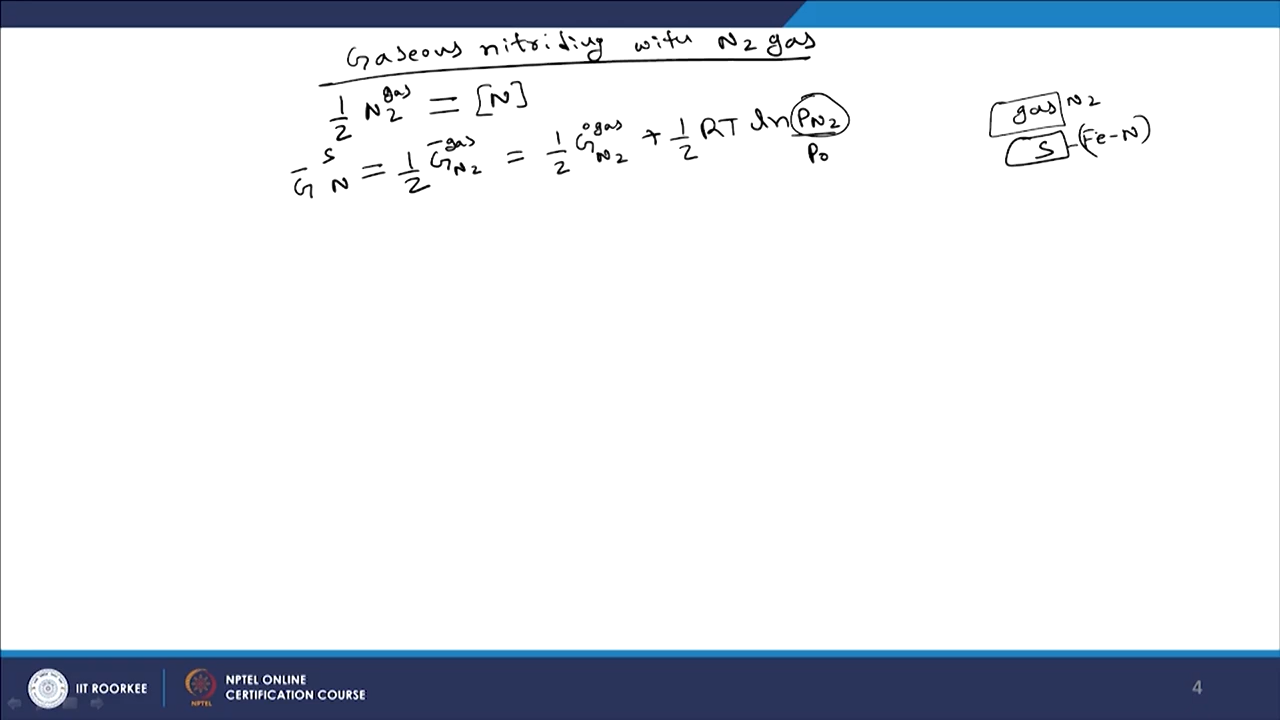 Gaseous nitriding with N2 gas
1/2 N2^gas = [N]
Ḡ^S_N = 1/2 Ḡ^gas_N2 = 1/2 G°^gas_N2 + 1/2 RT ln PN2/P0
gas N2
S (Fe-N)
IIT ROORKEE
NPTEL
NPTEL ONLINE
CERTIFICATION COURSE
4